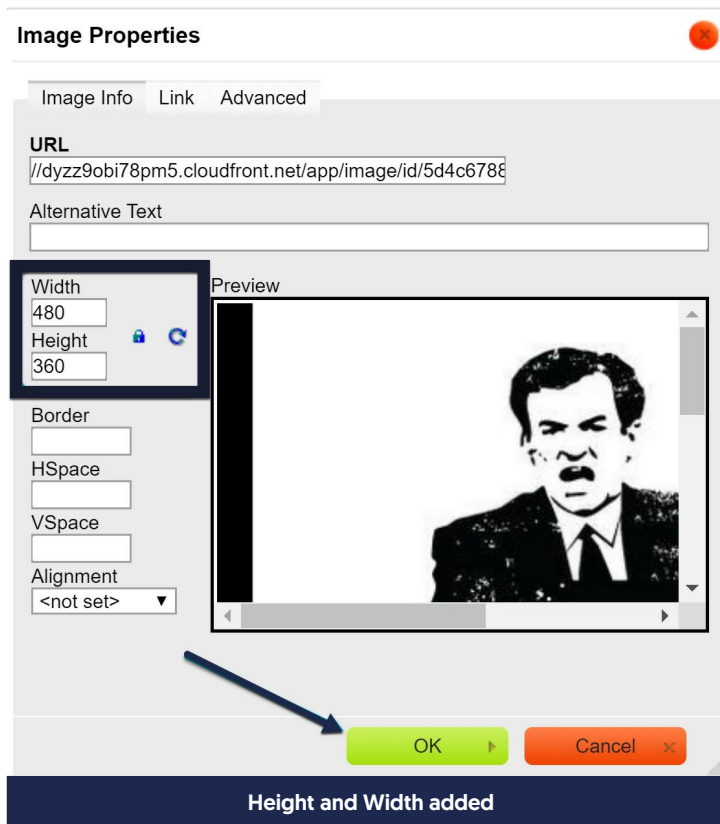 Image Properties
Image Info Link Advanced
URL
//dyzz9obi78pm5.cloudfront.net/app/image/id/5d4c6788
Alternative Text
Width
480
Height
360
Preview
Border
HSpace
VSpace
Alignment
<not set>
OK Cancel
Height and Width added